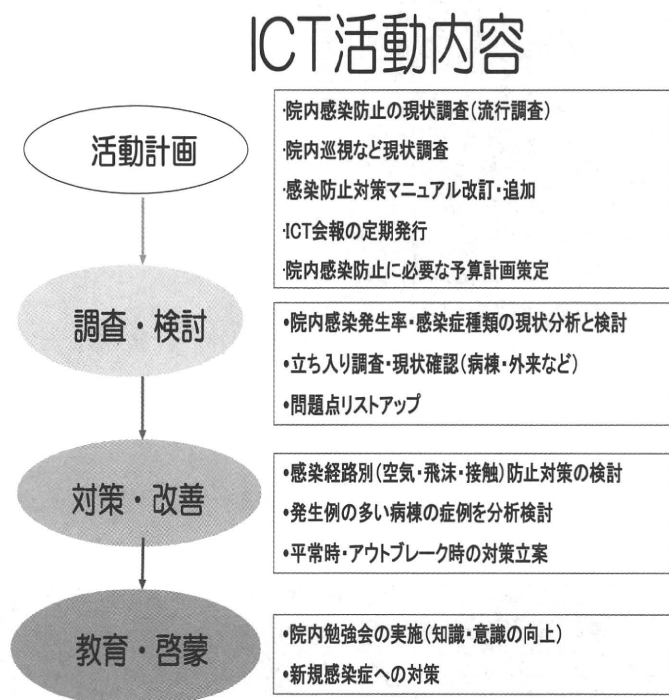 ICT活動内容
活動計画
・院内感染防止の現状調査(流行調査)
・院内巡視など現状調査
・感染防止対策マニュアル改訂・追加
・ICT会報の定期発行
・院内感染防止に必要な予算計画策定
調査・検討
・院内感染発生率・感染症種類の現状分析と検討
・立ち入り調査・現状確認(病棟・外来など)
・問題点リストアップ
対策・改善
・感染経路別(空気・飛沫・接触)防止対策の検討
・発生例の多い病棟の症例を分析検討
・平常時・アウトブレーク時の対策立案
教育・啓蒙
・院内勉強会の実施(知識・意識の向上)
・新規感染症への対策